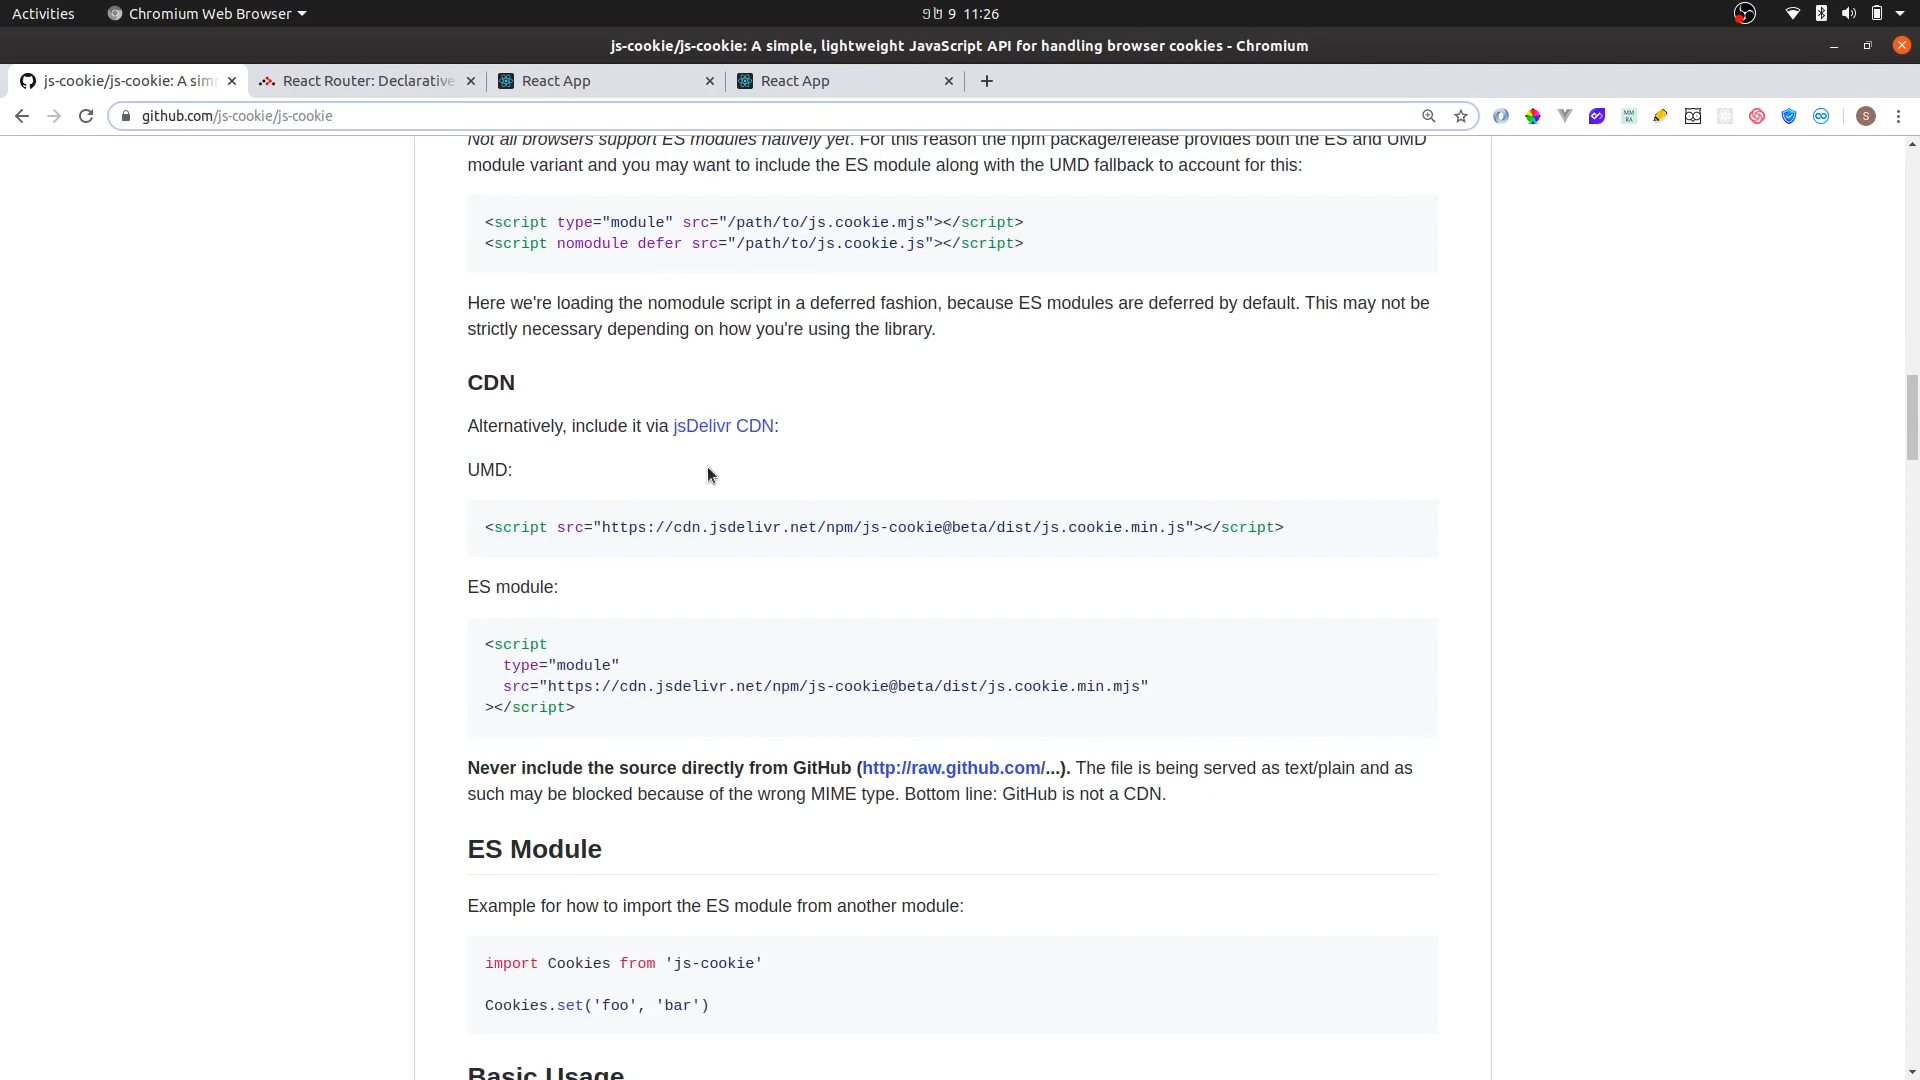 Activities
Chromium Web Browser
11:26
js-cookie/js-cookie: A simple, lightweight JavaScript API for handling browser cookies - Chromium
js-cookie/js-cookie: A sim
React Router: Declarative
React App
React App
github.com/js-cookie/js-cookie
S
Not all browsers support ES modules natively yet. For this reason the npm package/release provides both the ES and UMD
module variant and you may want to include the ES module along with the UMD fallback to account for this:
<script type="module" src="/path/to/js.cookie.mjs"></script>
<script nomodule defer src="/path/to/js.cookie.js"></script>
Here we're loading the nomodule script in a deferred fashion, because ES modules are deferred by default. This may not be
strictly necessary depending on how you're using the library.
CDN
Alternatively, include it via jsDelivr CDN:
UMD:
<script src="https://cdn.jsdelivr.net/npm/js-cookie@beta/dist/js.cookie.min.js"></script>
ES module:
<script
type="module"
src="https://cdn.jsdelivr.net/npm/js-cookie@beta/dist/js.cookie.min.mjs"
></script>
Never include the source directly from GitHub (http://raw.github.com/...). The file is being served as text/plain and as
such may be blocked because of the wrong MIME type. Bottom line: GitHub is not a CDN.
ES Module
Example for how to import the ES module from another module:
import Cookies from 'js-cookie'
Cookies.set('foo', 'bar')
Basic Usage